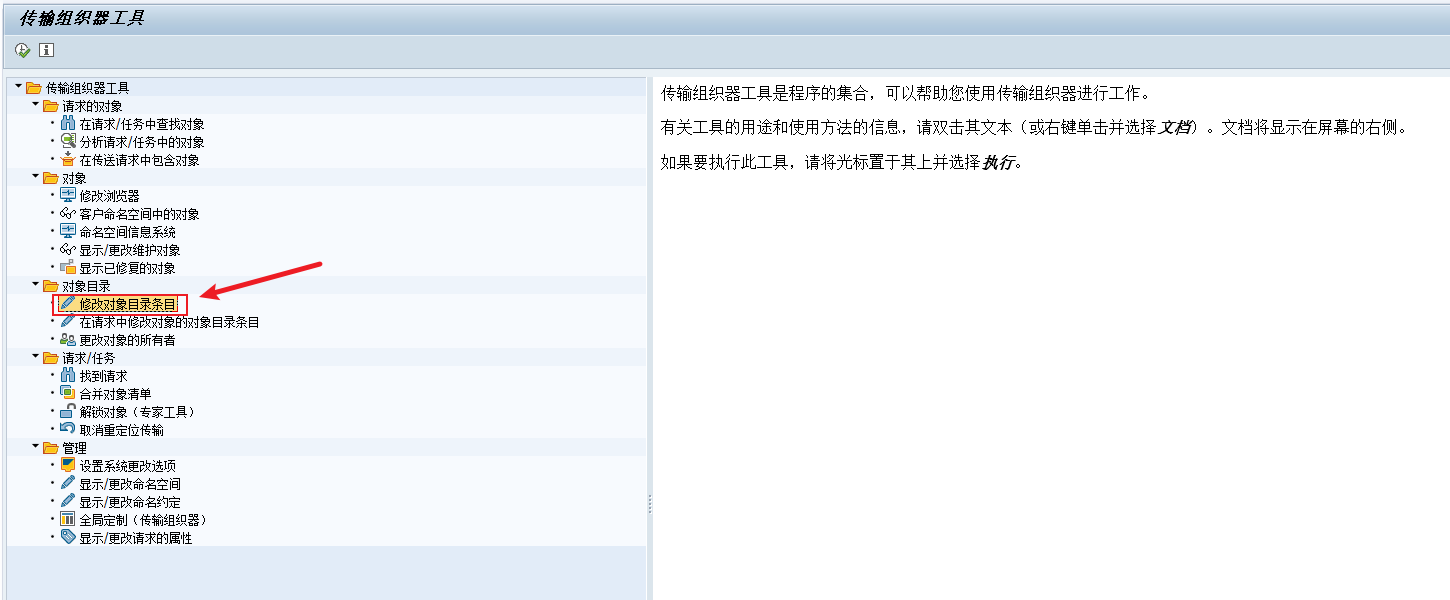 传输组织器工具
传输组织器工具
请求的对象
在请求/任务中查找对象
分析请求/任务中的对象
在传送请求中包含对象
对象
修改浏览器
客户命名空间中的对象
命名空间信息系统
显示/更改维护对象
显示已修复的对象
对象目录
修改对象目录条目
在请求中修改对象的对象目录条目
更改对象的所有者
请求/任务
找到请求
合并对象清单
解锁对象（专家工具）
取消重定位传输
管理
设置系统更改选项
显示/更改命名空间
显示/更改命名约定
全局定制（传输组织器）
显示/更改请求的属性
传输组织器工具是程序的集合，可以帮助您使用传输组织器进行工作。
有关工具的用途和使用方法的信息，请双击其文本（或右键单击并选择文档）。文档将显示在屏幕的右侧。
如果要执行此工具，请将光标置于其上并选择执行。